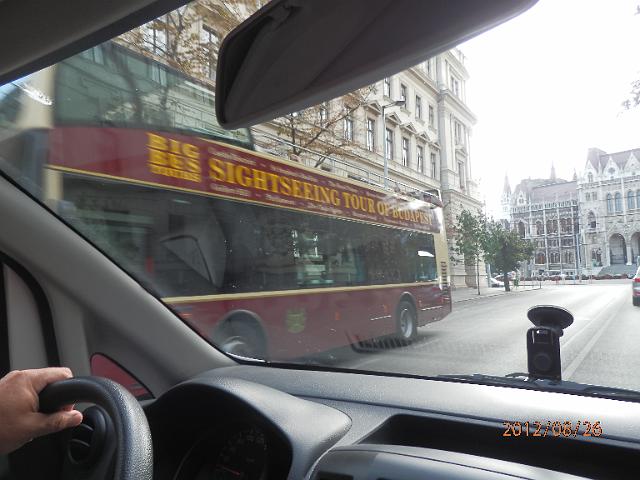 BIG
BUS
SIGHTSEEING TOUR OF BUDAPEST
2012/08/26